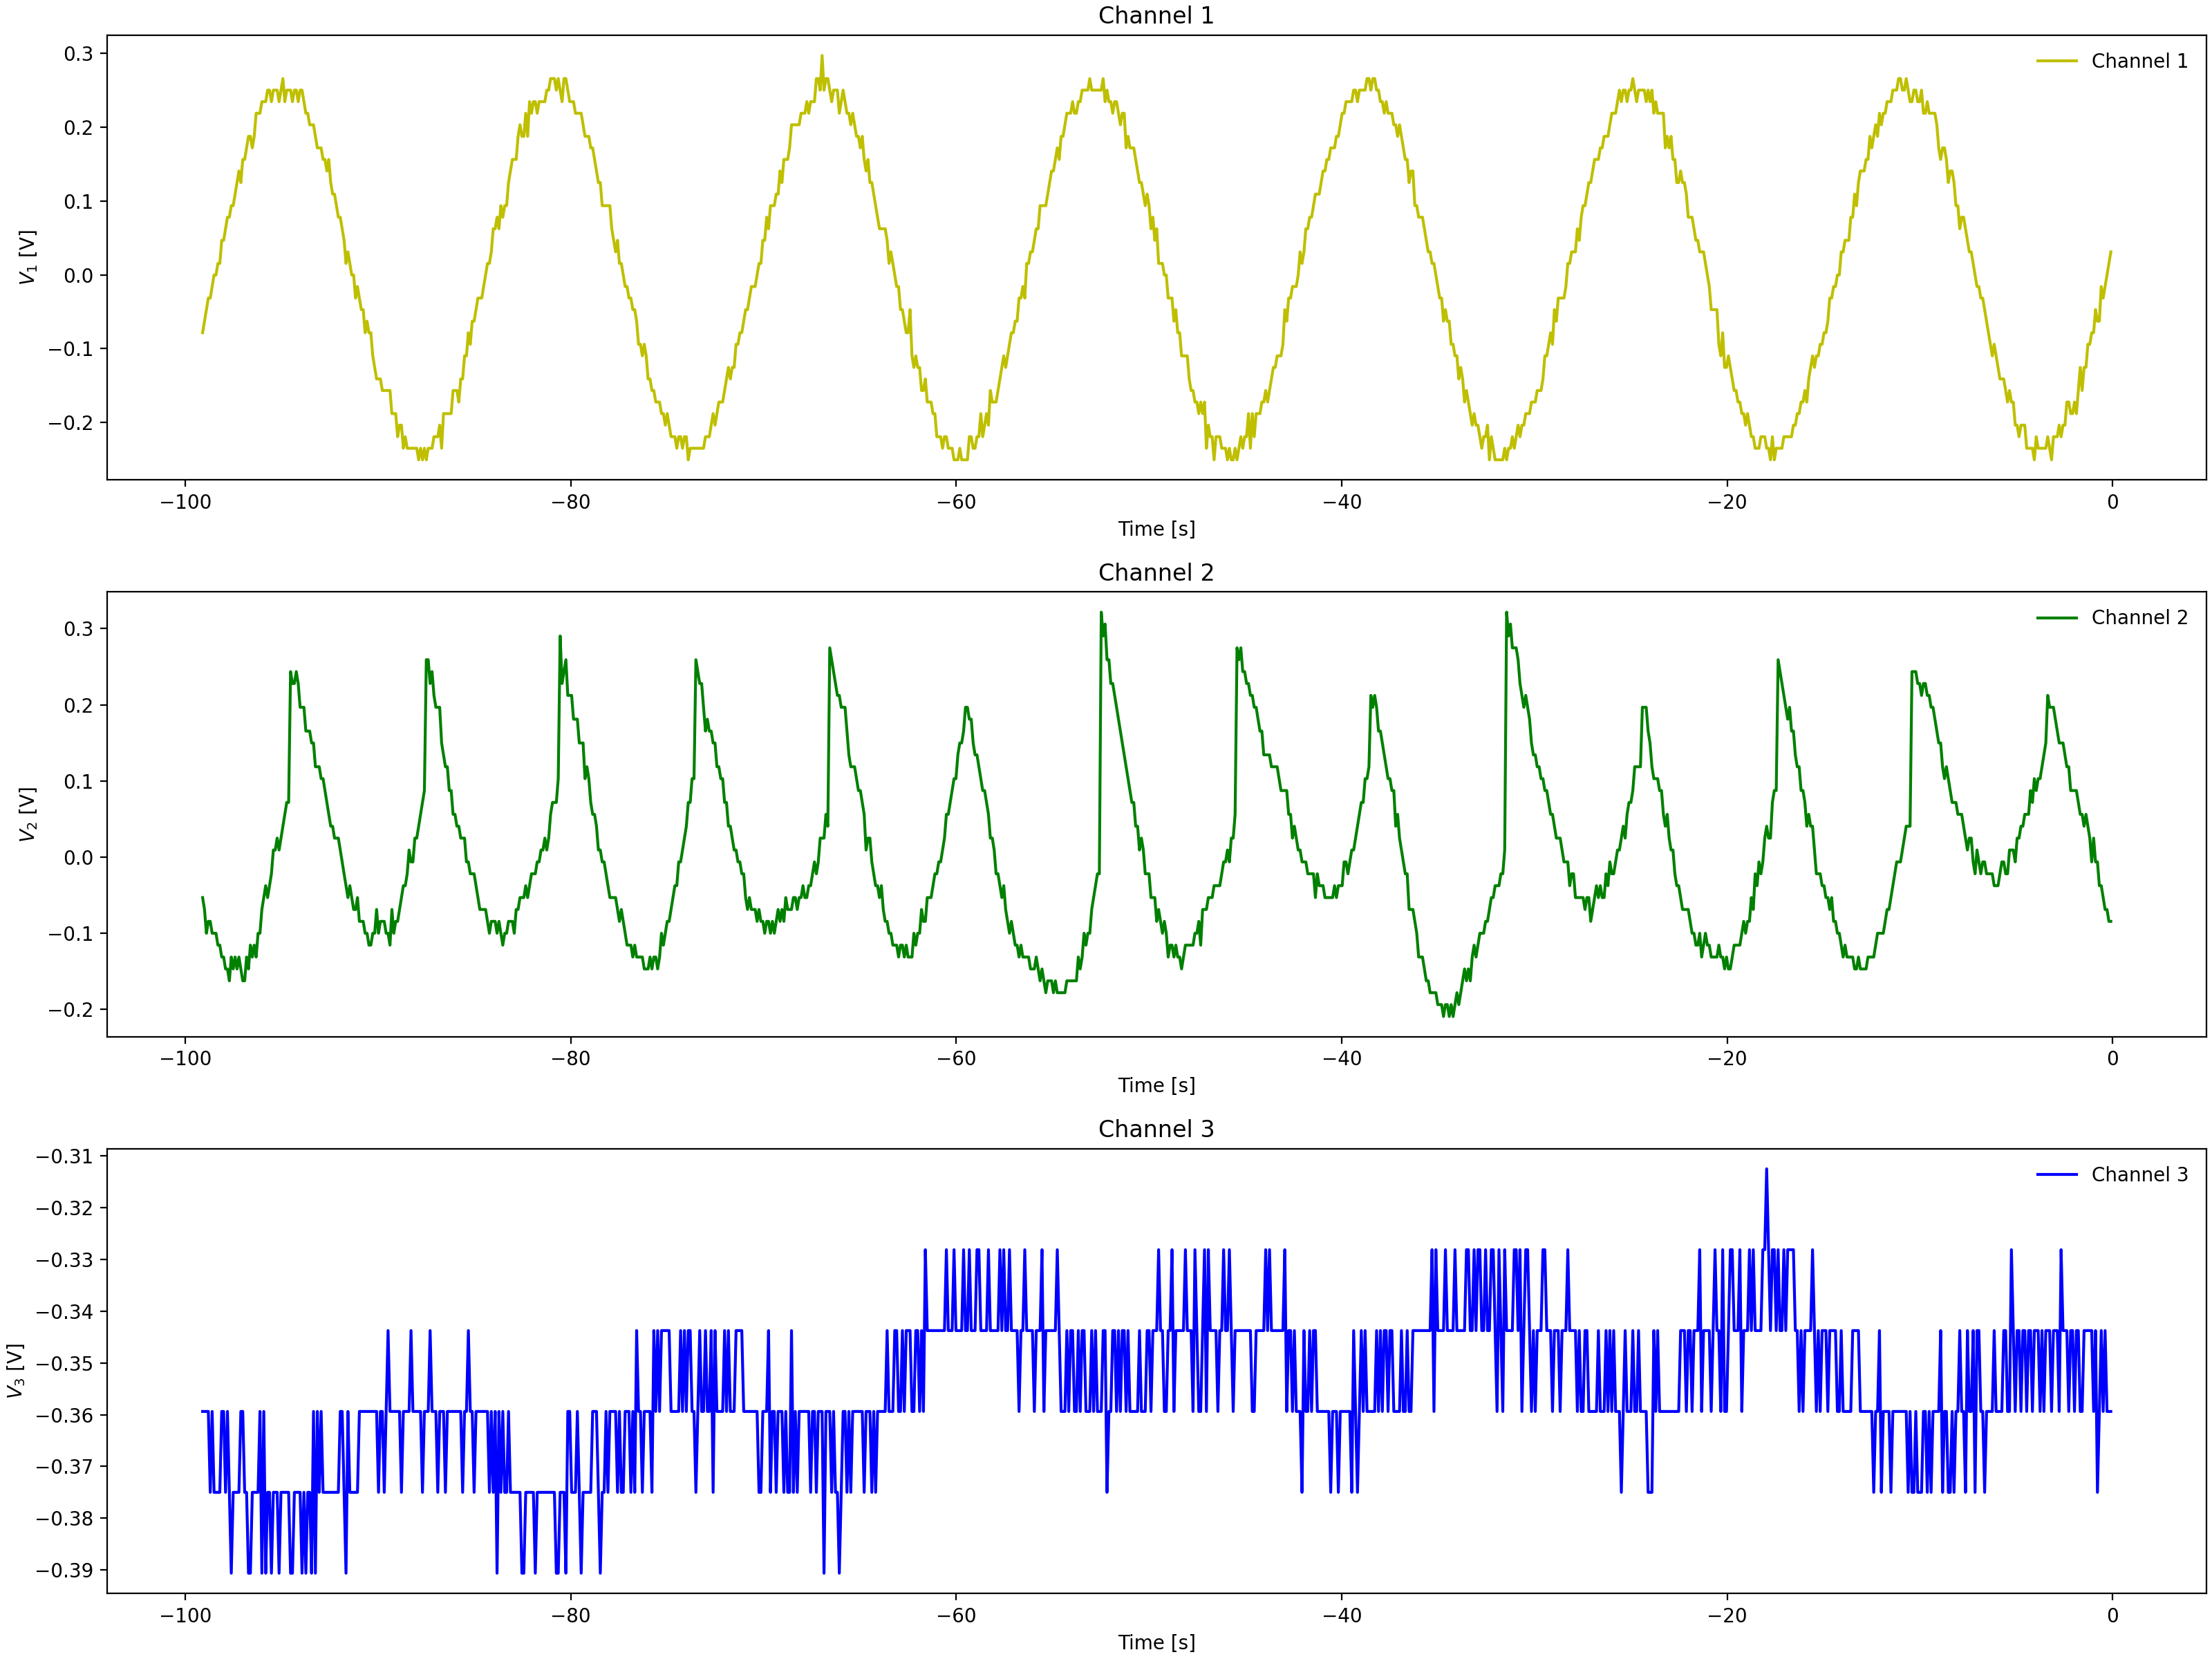 Channel 1
0.3
0.2
0.1
0.0
−0.1
−0.2
V1 [V]
Channel 1
−100 −80 −60 −40 −20 0
Time [s]
Channel 2
0.3
0.2
0.1
0.0
−0.1
−0.2
V2 [V]
Channel 2
−100 −80 −60 −40 −20 0
Time [s]
Channel 3
−0.31
−0.32
−0.33
−0.34
−0.35
−0.36
−0.37
−0.38
−0.39
V3 [V]
Channel 3
−100 −80 −60 −40 −20 0
Time [s]